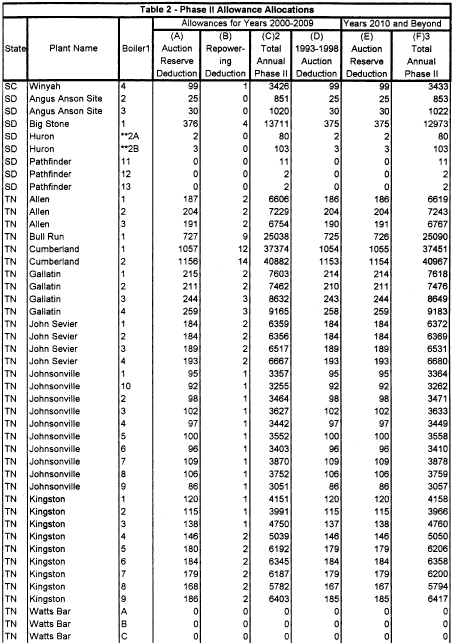 Table 2 - Phase II Allowance Allocations
Allowances for Years 2000-2009 Years 2010 and Beyond
(A) (B) (C)2 (D) (E) (F)3
Auction Repower- Total 1993-1998 Auction Total
State Plant Name Boiler1 Reserve ing Annual Auction Reserve Annual
Deduction Deduction Phase II Deduction Deduction Phase II
SC Winyah 4 99 1 3426 99 99 3433
SD Angus Anson Site 2 25 0 851 25 25 853
SD Angus Anson Site 3 30 0 1020 30 30 1022
SD Big Stone 1 376 4 13711 375 375 12973
SD Huron **2A 2 0 80 2 2 80
SD Huron **2B 3 0 103 3 3 103
SD Pathfinder 11 0 0 11 0 0 11
SD Pathfinder 12 0 0 2 0 0 2
SD Pathfinder 13 0 0 2 0 0 2
TN Allen 1 187 2 6606 186 186 6619
TN Allen 2 204 2 7229 204 204 7243
TN Allen 3 191 2 6754 190 191 6767
TN Bull Run 1 727 9 25038 725 726 25090
TN Cumberland 1 1057 12 37374 1054 1055 37451
TN Cumberland 2 1156 14 40882 1153 1154 40967
TN Gallatin 1 215 2 7603 214 214 7618
TN Gallatin 2 211 2 7462 210 211 7476
TN Gallatin 3 244 3 8632 243 244 8649
TN Gallatin 4 259 3 9165 258 259 9183
TN John Sevier 1 184 2 6359 184 184 6372
TN John Sevier 2 184 2 6356 184 184 6369
TN John Sevier 3 189 2 6517 189 189 6531
TN John Sevier 4 193 2 6667 193 193 6680
TN Johnsonville 1 95 1 3357 95 95 3364
TN Johnsonville 10 92 1 3255 92 92 3262
TN Johnsonville 2 98 1 3464 98 98 3471
TN Johnsonville 3 102 1 3627 102 102 3633
TN Johnsonville 4 97 1 3442 97 97 3449
TN Johnsonville 5 100 1 3552 100 100 3558
TN Johnsonville 6 96 1 3403 96 96 3410
TN Johnsonville 7 109 1 3870 109 109 3878
TN Johnsonville 8 106 1 3752 106 106 3759
TN Johnsonville 9 86 1 3051 86 86 3057
TN Kingston 1 120 1 4151 120 120 4158
TN Kingston 2 115 1 3991 115 115 3966
TN Kingston 3 138 1 4750 137 138 4760
TN Kingston 4 146 2 5039 146 146 5050
TN Kingston 5 180 2 6192 179 179 6206
TN Kingston 6 184 2 6345 184 184 6358
TN Kingston 7 179 2 6187 179 179 6200
TN Kingston 8 168 2 5782 167 167 5794
TN Kingston 9 186 2 6403 185 185 6417
TN Watts Bar A 0 0 0 0 0 0
TN Watts Bar B 0 0 0 0 0 0
TN Watts Bar C 0 0 0 0 0 0